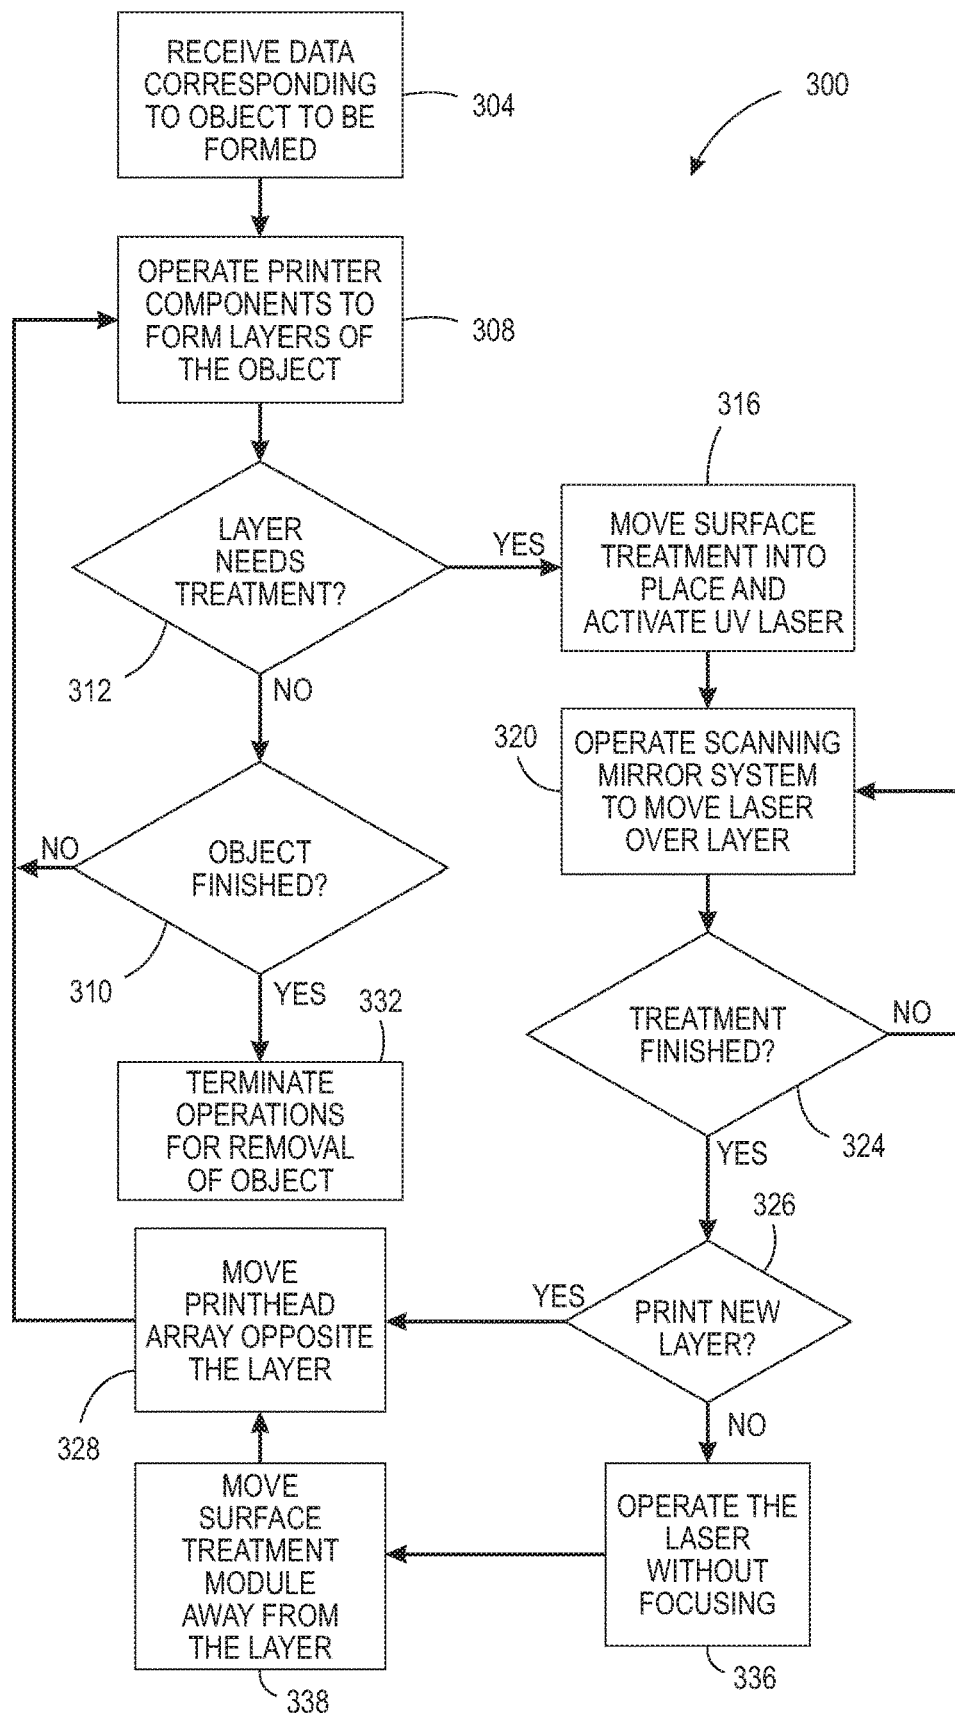 RECEIVE DATA
CORRESPONDING
TO OBJECT TO BE
FORMED
304
300
OPERATE PRINTER
COMPONENTS TO
FORM LAYERS OF
THE OBJECT
308
LAYER
NEEDS
TREATMENT?
312
YES
NO
316
MOVE SURFACE
TREATMENT INTO
PLACE AND
ACTIVATE UV LASER
320
OPERATE SCANNING
MIRROR SYSTEM
TO MOVE LASER
OVER LAYER
OBJECT
FINISHED?
NO
310
YES
332
TERMINATE
OPERATIONS
FOR REMOVAL
OF OBJECT
TREATMENT
FINISHED?
NO
324
YES
326
PRINT NEW
LAYER?
YES
NO
MOVE
PRINTHEAD
ARRAY OPPOSITE
THE LAYER
328
OPERATE THE
LASER
WITHOUT
FOCUSING
336
MOVE
SURFACE
TREATMENT
MODULE
AWAY FROM
THE LAYER
338